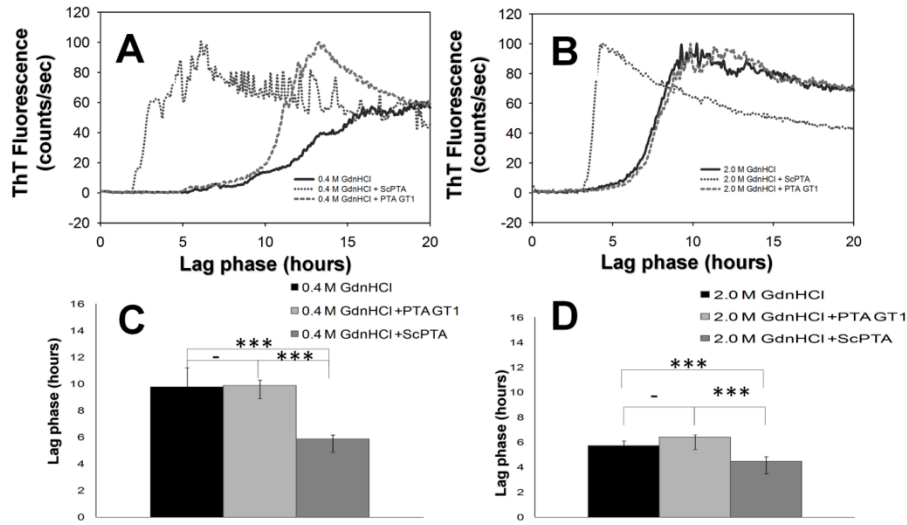 A
ThT Fluorescence
(counts/sec)
120
100
80
60
40
20
0
-20
0.4 M GdnHCl
0.4 M GdnHCl + ScPTA
0.4 M GdnHCl + PTA GT1
0 5 10 15 20
Lag phase (hours)
B
ThT Fluorescence
(counts/sec)
120
100
80
60
40
20
0
-20
2.0 M GdnHCl
2.0 M GdnHCl + ScPTA
2.0 M GdnHCl + PTA GT1
0 5 10 15 20
Lag phase (hours)
C
0.4 M GdnHCl
0.4 M GdnHCl+PTA GT1
0.4 M GdnHCl+ScPTA
Lag phase (hours)
16
14
12
10
8
6
4
2
0
***
- ***
D
2.0 M GdnHCl
2.0 M GdnHCl+PTA GT1
2.0 M GdnHCl+ScPTA
Lag phase (hours)
16
14
12
10
8
6
4
2
0
***
- ***